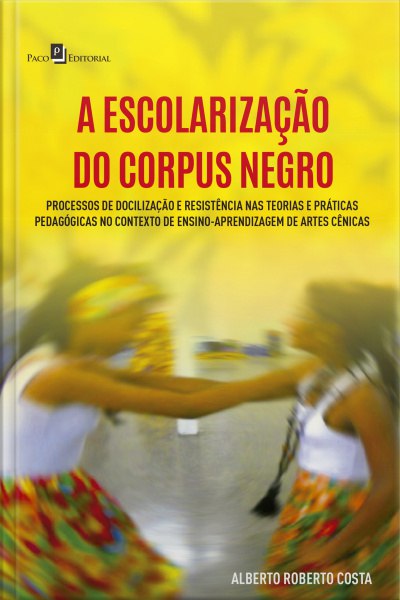 PACO EDITORIAL
A ESCOLARIZAÇÃO
DO CORPUS NEGRO
PROCESSOS DE DOCILIZAÇÃO E RESISTÊNCIA NAS TEORIAS E PRÁTICAS
PEDAGÓGICAS NO CONTEXTO DE ENSINO-APRENDIZAGEM DE ARTES CÊNICAS
ALBERTO ROBERTO COSTA